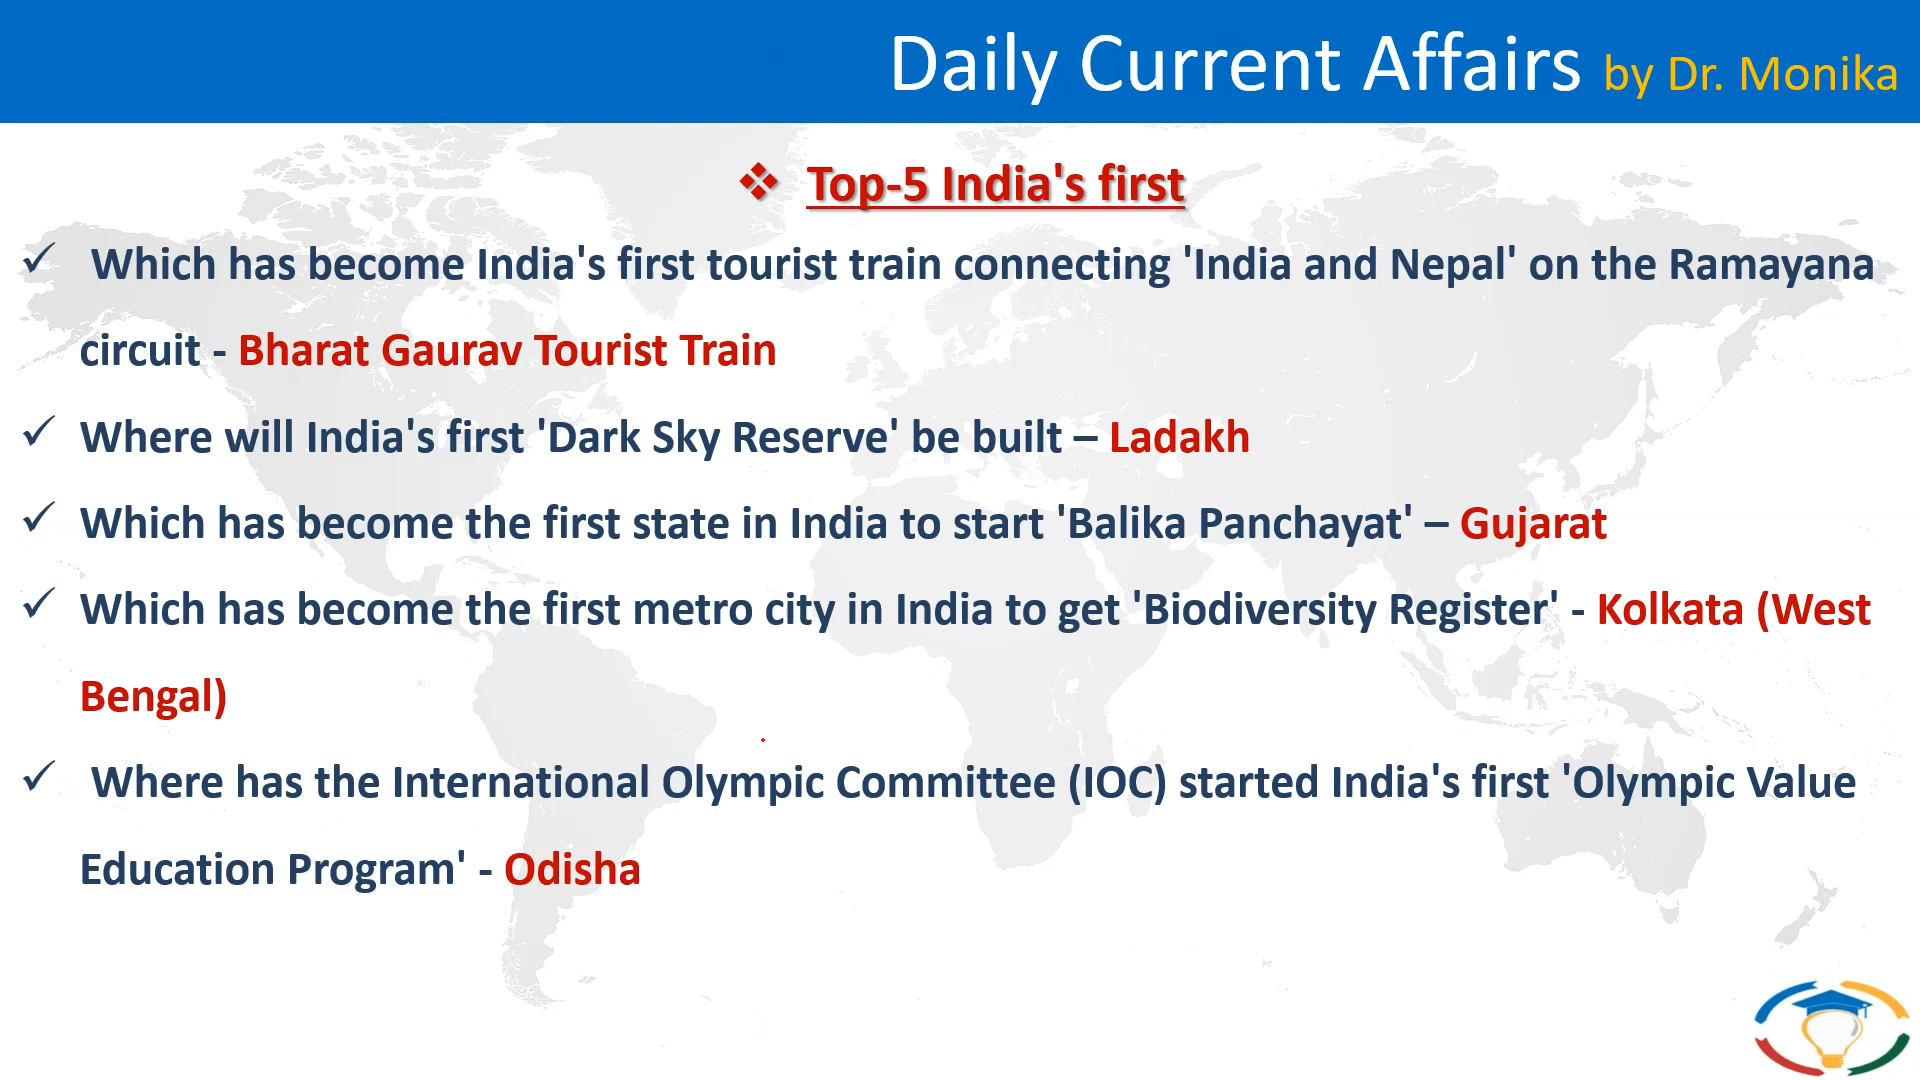 Daily Current Affairs by Dr. Monika
❖ Top-5 India's first
✓ Which has become India's first tourist train connecting 'India and Nepal' on the Ramayana
circuit - Bharat Gaurav Tourist Train
✓ Where will India's first 'Dark Sky Reserve' be built – Ladakh
✓ Which has become the first state in India to start 'Balika Panchayat' – Gujarat
✓ Which has become the first metro city in India to get 'Biodiversity Register' - Kolkata (West
Bengal)
✓ Where has the International Olympic Committee (IOC) started India's first 'Olympic Value
Education Program' - Odisha